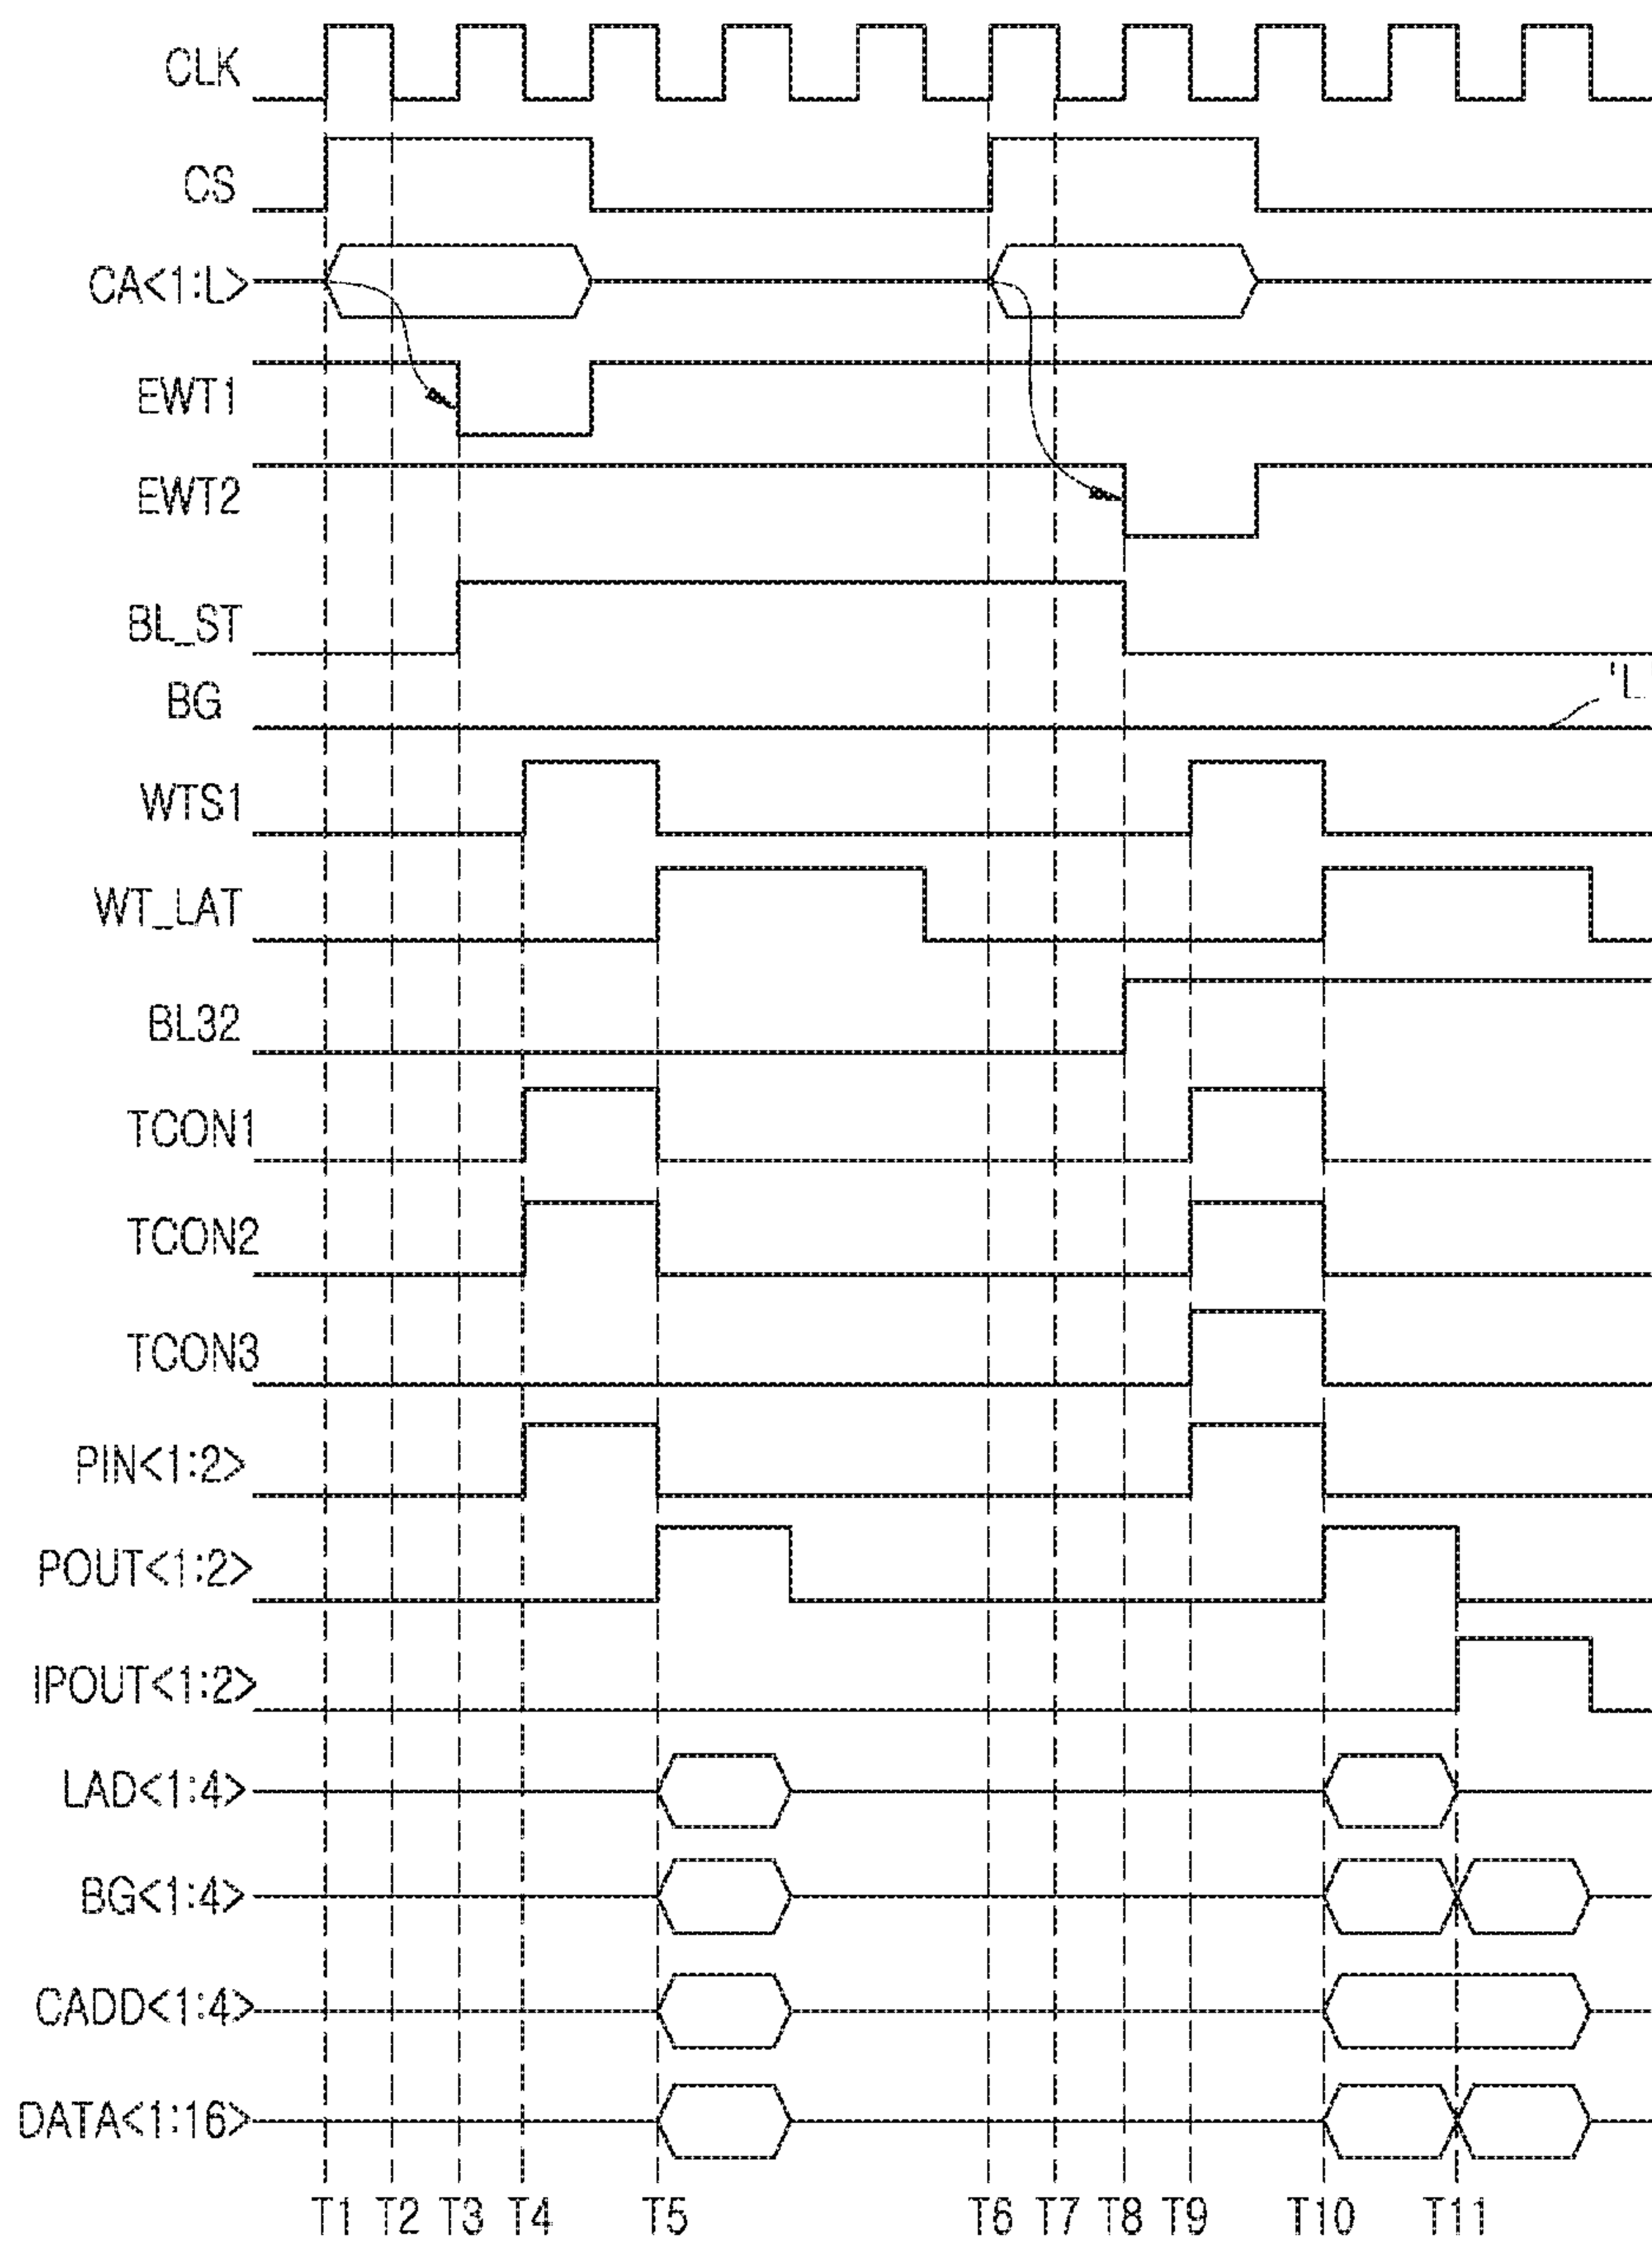 CLK
CS
CA<1:L>
EWT1
EWT2
BL_ST
'L'
BG
WTS1
WT_LAT
BL32
TCON1
TCON2
TCON3
PIN<1:2>
POUT<1:2>
IPOUT<1:2>
LAD<1:4>
BG<1:4>
CADD<1:4>
DATA<1:16>
T1 T2 T3 T4 T5 T6 T7 T8 T9 T10 T11